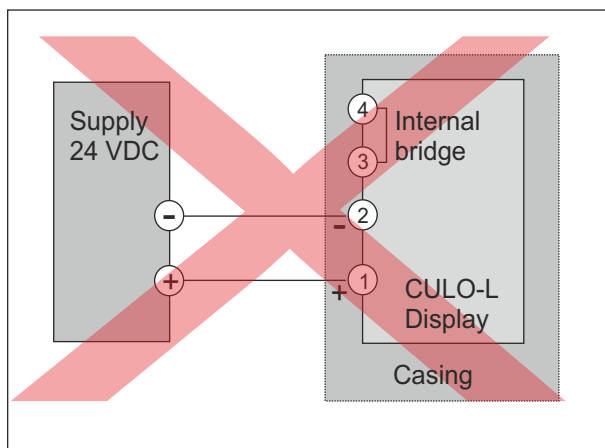 Supply
24 VDC
4
Internal
bridge
3
-
-
2
+
+
1
CULO-L
Display
Casing